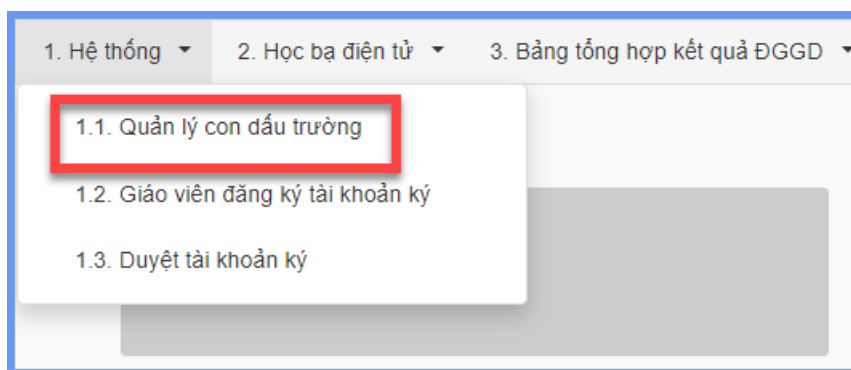 1. Hệ thống 2. Học bạ điện tử 3. Bảng tổng hợp kết quả ĐGGD
1.1. Quản lý con dấu trường
1.2. Giáo viên đăng ký tài khoản ký
1.3. Duyệt tài khoản ký